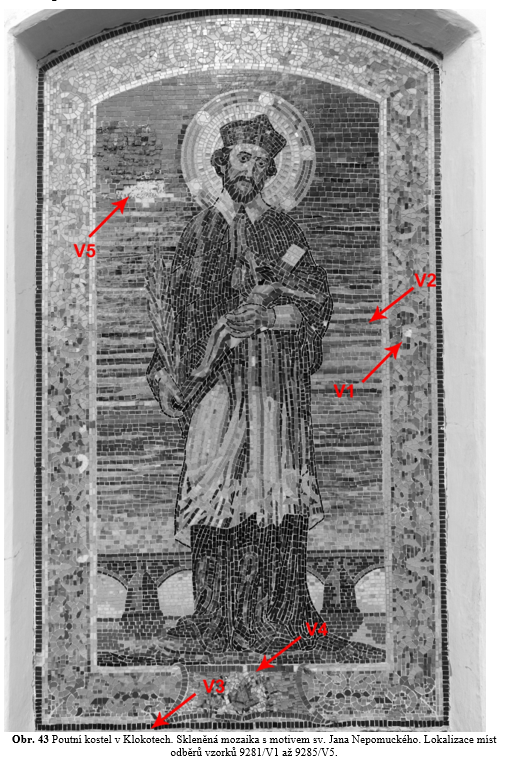 V5
V2
V1
V4
V3
Obr. 43 Poutní kostel v Klokotech. Skleněná mozaika s motivem sv. Jana Nepomuckého. Lokalizace míst
odběrů vzorků 9281/V1 až 9285/V5.